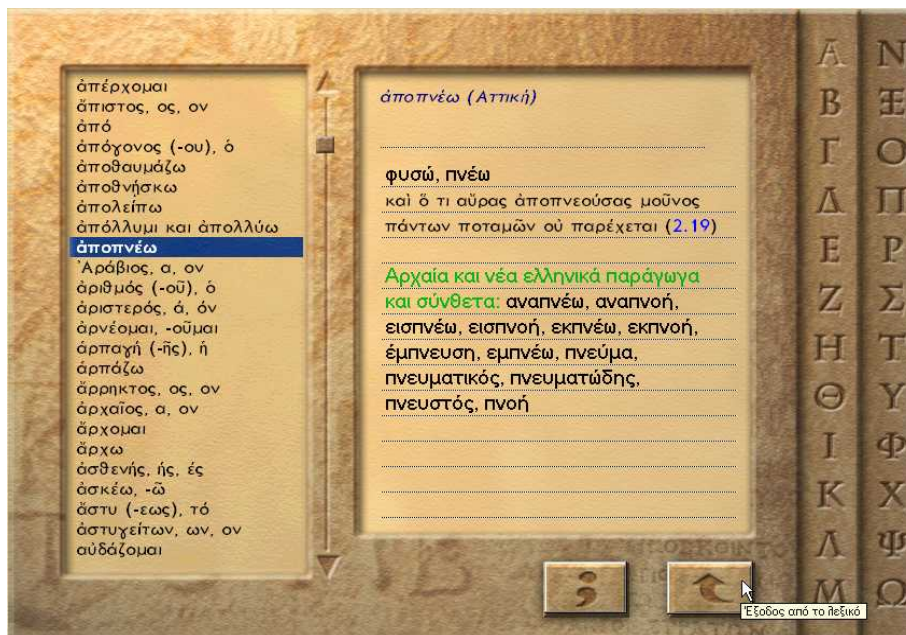 ἀπέρχομαι
ἄπιστος, ος, ον
ἀπό
ἀπόγονος (-ου), ὁ
ἀποθαυμάζω
ἀποθνήσκω
ἀπολείπω
ἀπόλλυμι και ἀπολλύω
ἀποπνέω
Ἀράβιος, α, ον
ἀριθμός (-οῦ), ὁ
ἀριστερός, ά, όν
ἀρνέομαι, -οῦμαι
ἁρπαγή (-ῆς), ἡ
ἁρπάζω
ἄρρηκτος, ος, ον
ἀρχαῖος, α, ον
ἄρχομαι
ἄρχω
ἀσθενής, ής, ές
ἀσκέω, -ῶ
ἄστυ (-εως), τό
ἀστυγείτων, ων, ον
αὐδάζομαι
ἀποπνέω (Αττική)
φυσώ, πνέω
καὶ ὅ τι αὔρας ἀποπνεούσας μοῦνος
πάντων ποταμῶν οὐ παρέχεται (2.19)
Αρχαία και νέα ελληνικά παράγωγα
και σύνθετα: αναπνέω, αναπνοή,
εισπνέω, εισπνοή, εκπνέω, εκπνοή,
έμπνευση, εμπνέω, πνεύμα,
πνευματικός, πνευματώδης,
πνευστός, πνοή
Α Ν
Β Ξ
Γ Ο
Δ Π
Ε Ρ
Ζ Σ
Η Τ
Θ Υ
Ι Φ
Κ Χ
Λ Ψ
Μ Ω
;
Έξοδος από το λεξικό